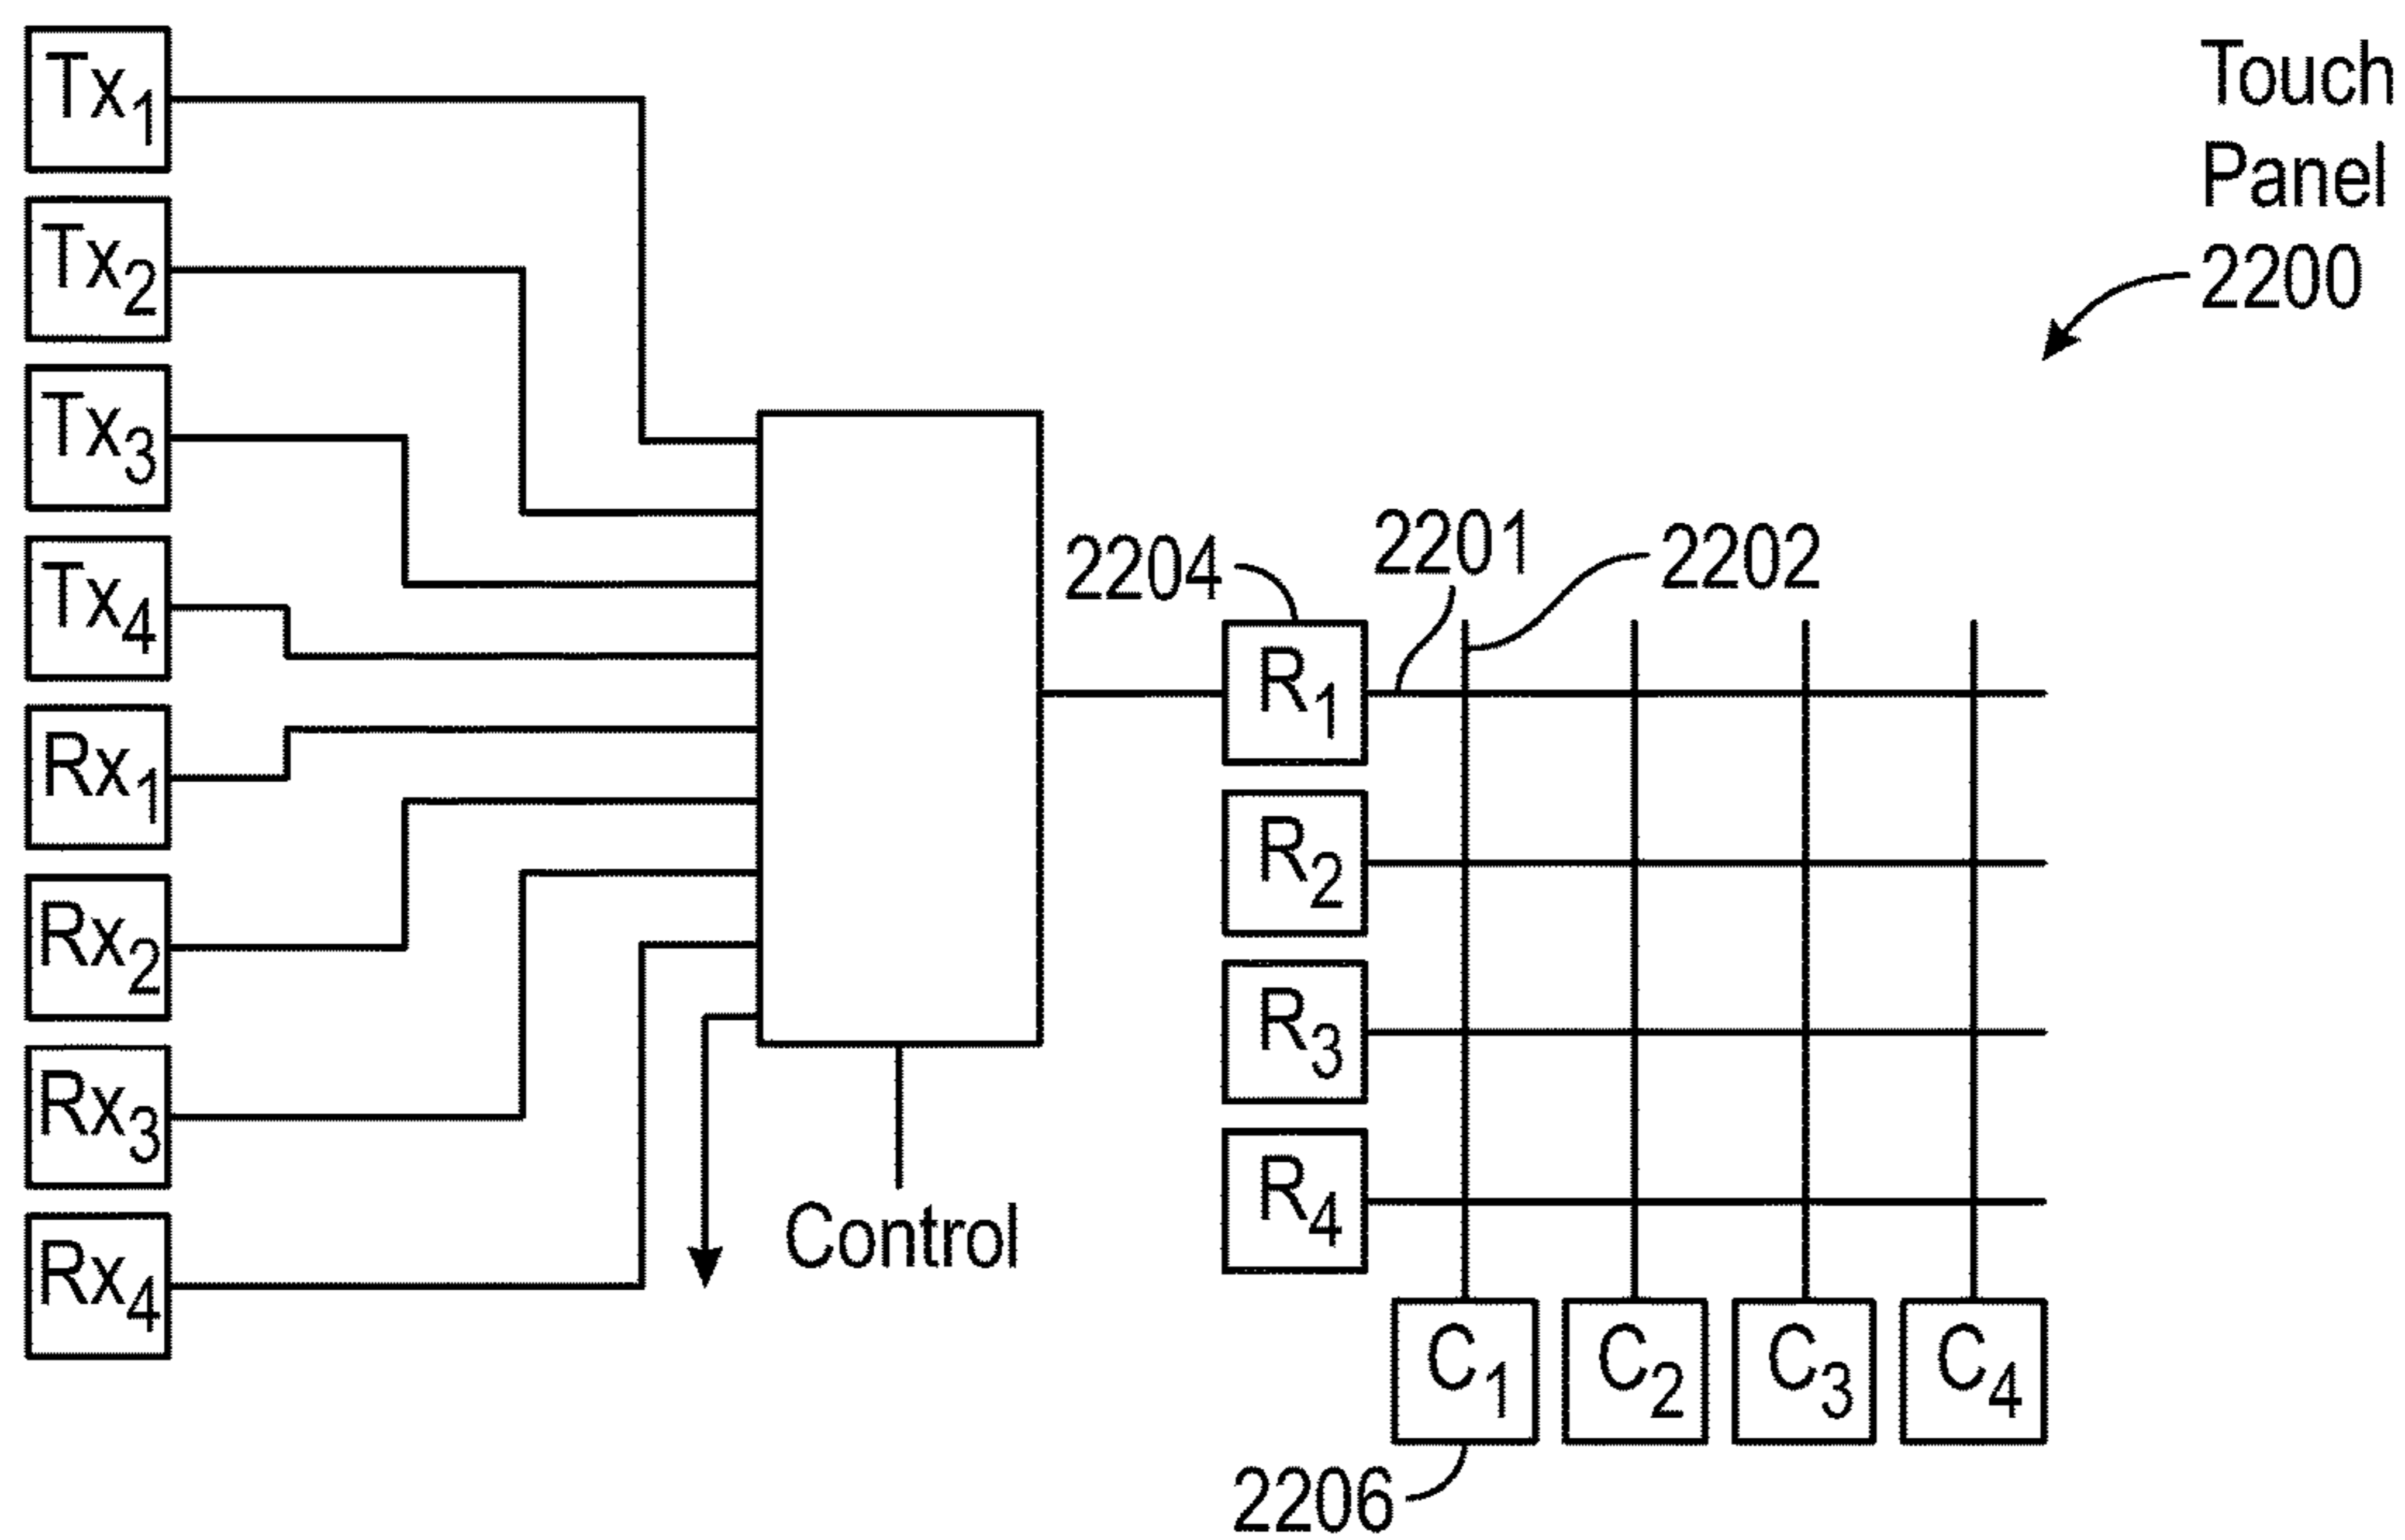 Tx1
Tx2
Tx3
Tx4
Rx1
Rx2
Rx3
Rx4
Control
Touch
Panel
2200
2204
2201
2202
R1
R2
R3
R4
C1 C2 C3 C4
2206